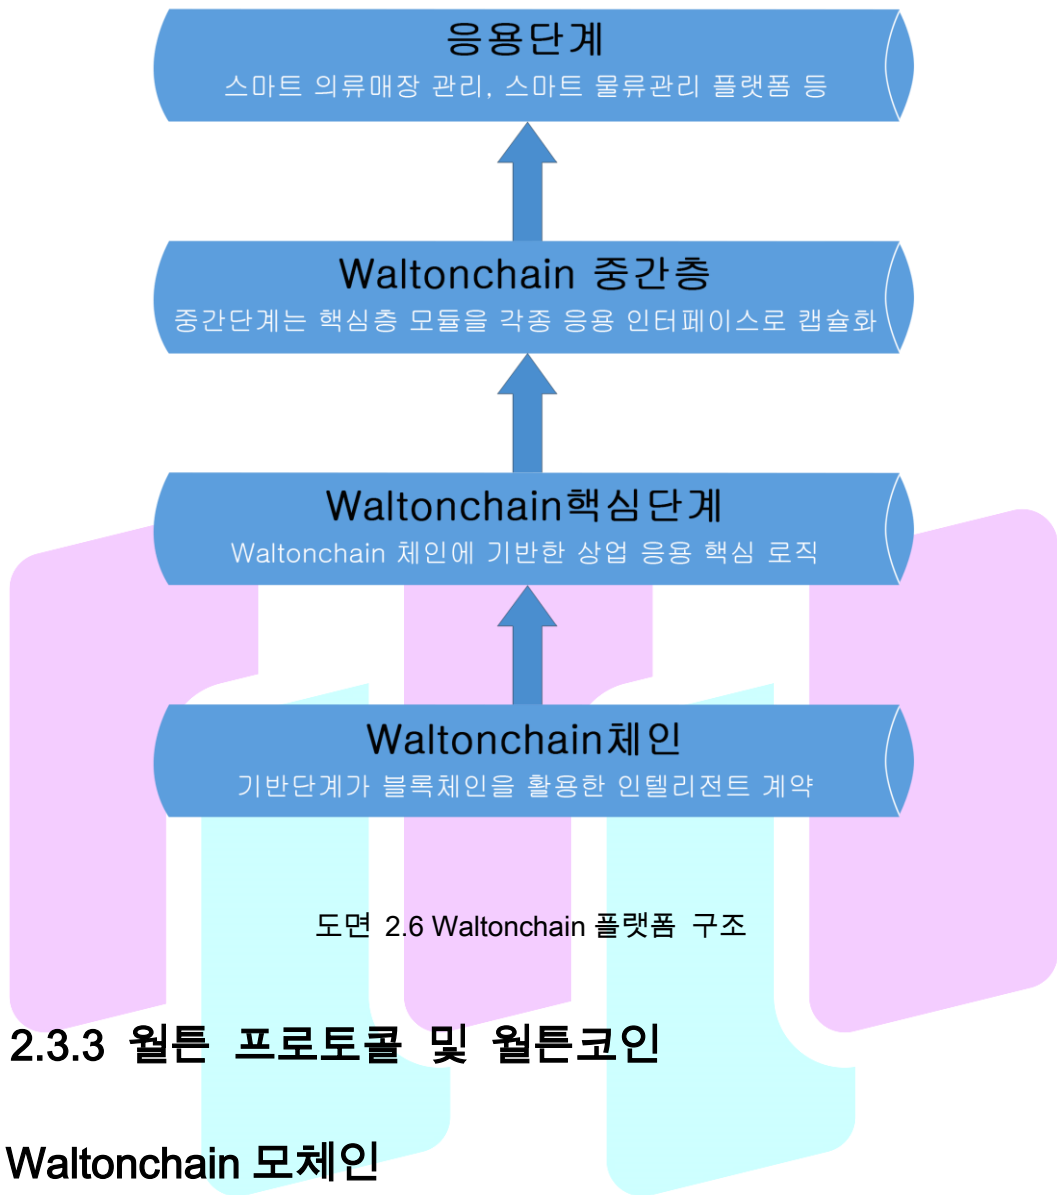 응용단계
스마트 의류매장 관리, 스마트 물류관리 플랫폼 등
Waltonchain 중간층
중간단계는 핵심층 모듈을 각종 응용 인터페이스로 캡슐화
Waltonchain핵심단계
Waltonchain 체인에 기반한 상업 응용 핵심 로직
Waltonchain체인
기반단계가 블록체인을 활용한 인텔리전트 계약
도면 2.6 Waltonchain 플랫폼 구조
2.3.3 월튼 프로토콜 및 월튼코인
Waltonchain 모체인